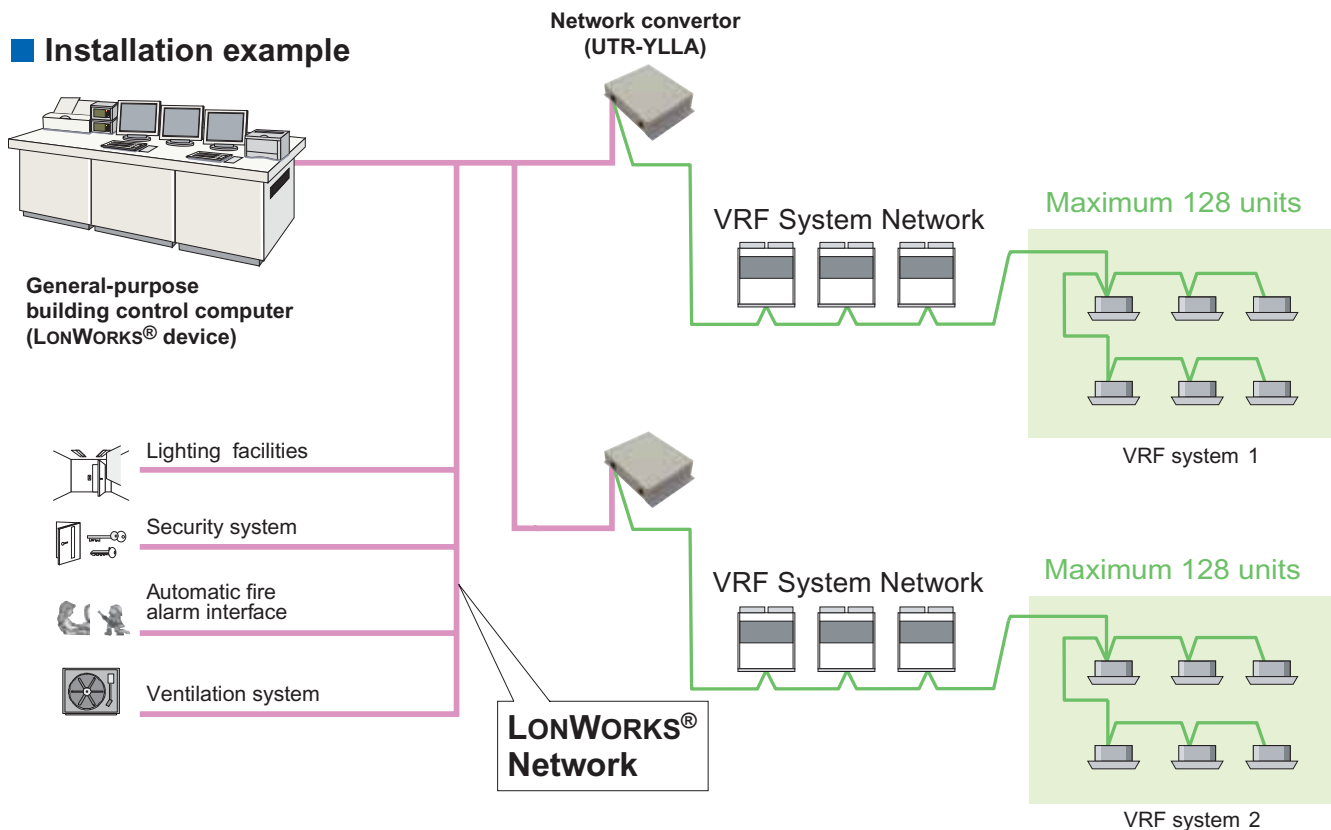 Installation example
Network convertor
(UTR-YLLA)
General-purpose
building control computer
(LONWORKS® device)
VRF System Network
Maximum 128 units
VRF system 1
Lighting facilities
Security system
Automatic fire
alarm interface
Ventilation system
LONWORKS®
Network
VRF System Network
Maximum 128 units
VRF system 2